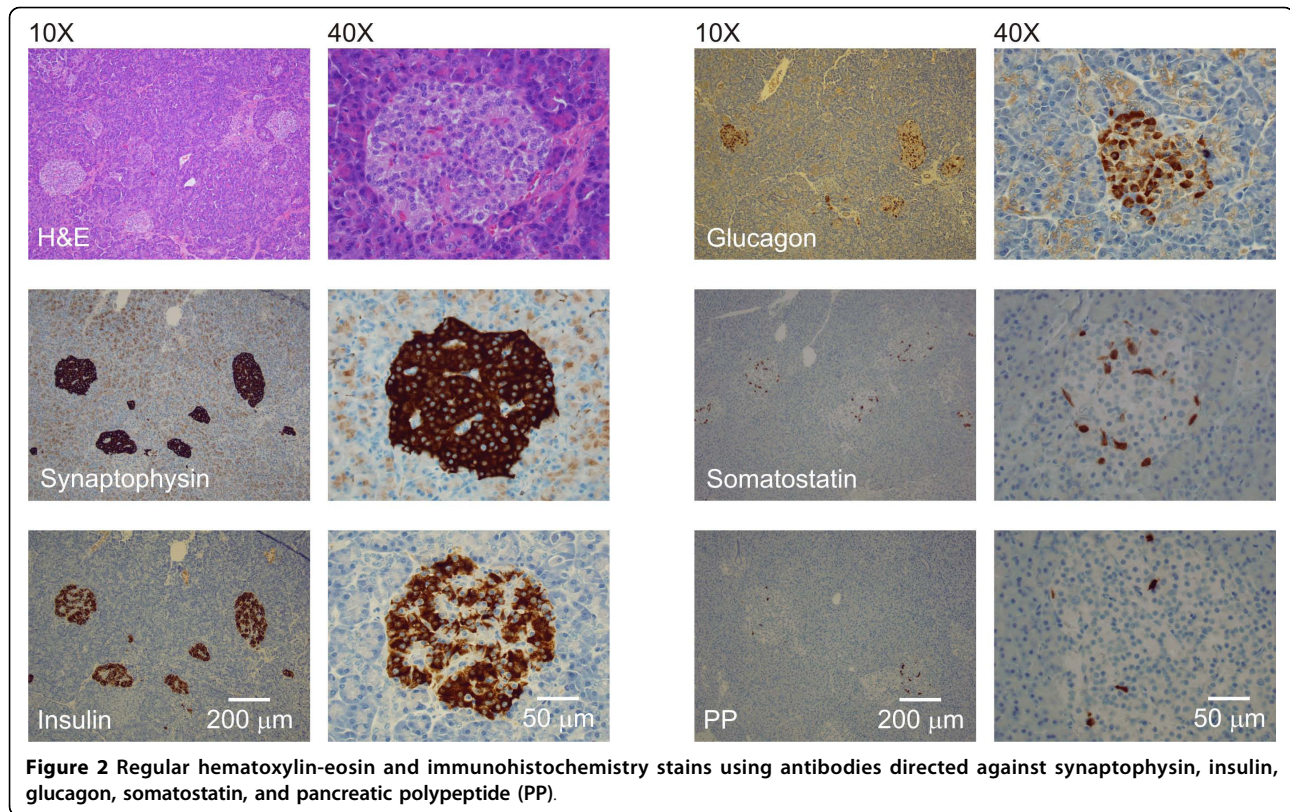 10X 40X 10X 40X
H&E Glucagon
Synaptophysin Somatostatin
Insulin 200 μm 50 μm PP 200 μm 50 μm
Figure 2 Regular hematoxylin-eosin and immunohistochemistry stains using antibodies directed against synaptophysin, insulin,
glucagon, somatostatin, and pancreatic polypeptide (PP).